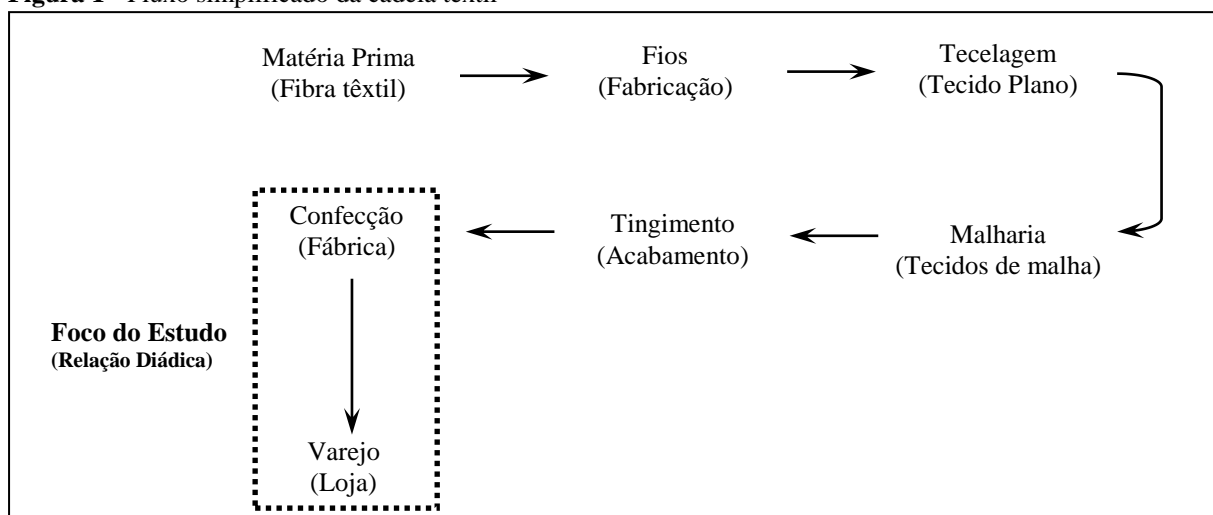 Figura 1 - Fluxo simplificado da cadeia têxtil
Matéria Prima
(Fibra têxtil)
Fios
(Fabricação)
Tecelagem
(Tecido Plano)
Confecção
(Fábrica)
Tingimento
(Acabamento)
Malharia
(Tecidos de malha)
Foco do Estudo
(Relação Diádica)
Varejo
(Loja)